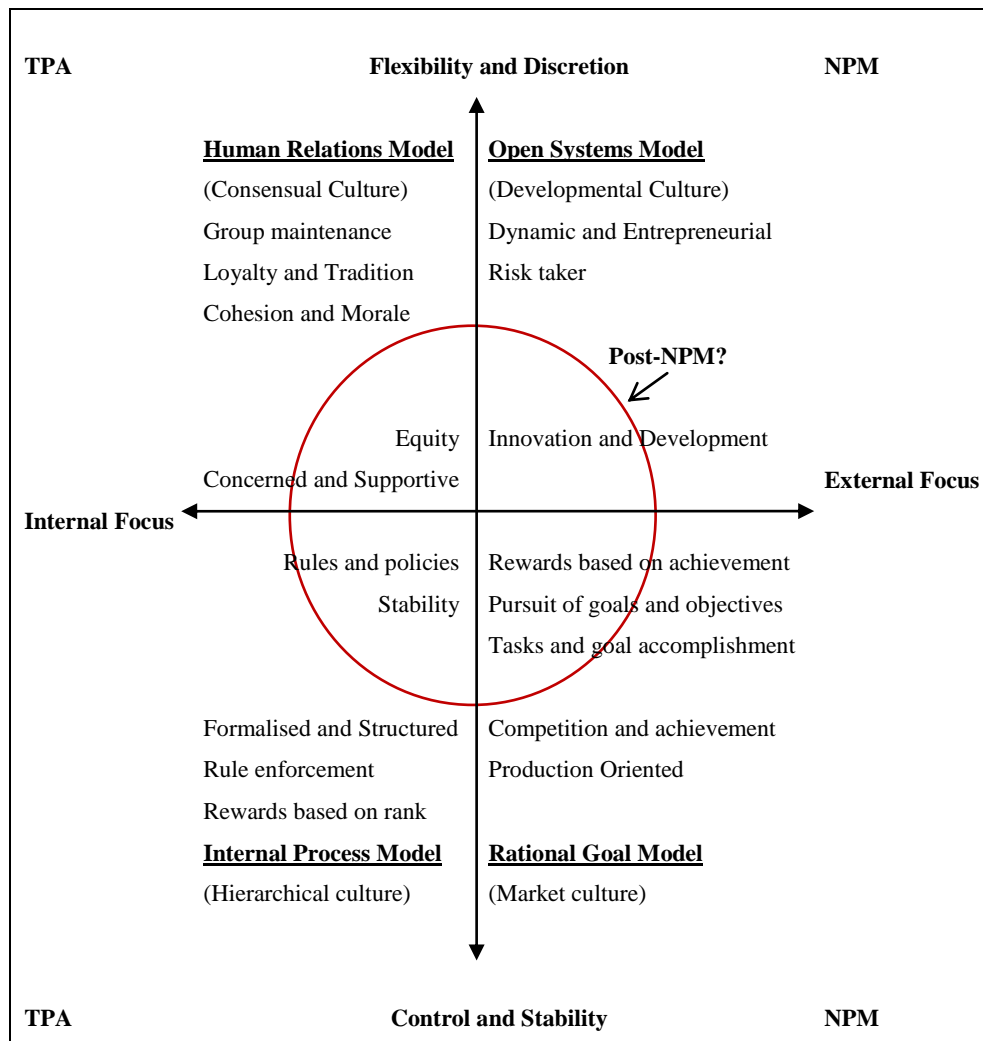 TPA
Flexibility and Discretion
NPM
Human Relations Model
(Consensual Culture)
Group maintenance
Loyalty and Tradition
Cohesion and Morale
Open Systems Model
(Developmental Culture)
Dynamic and Entrepreneurial
Risk taker
Post-NPM?
Equity
Concerned and Supportive
Innovation and Development
Internal Focus
External Focus
Rules and policies
Stability
Rewards based on achievement
Pursuit of goals and objectives
Tasks and goal accomplishment
Formalised and Structured
Rule enforcement
Rewards based on rank
Internal Process Model
(Hierarchical culture)
Competition and achievement
Production Oriented
Rational Goal Model
(Market culture)
TPA
Control and Stability
NPM